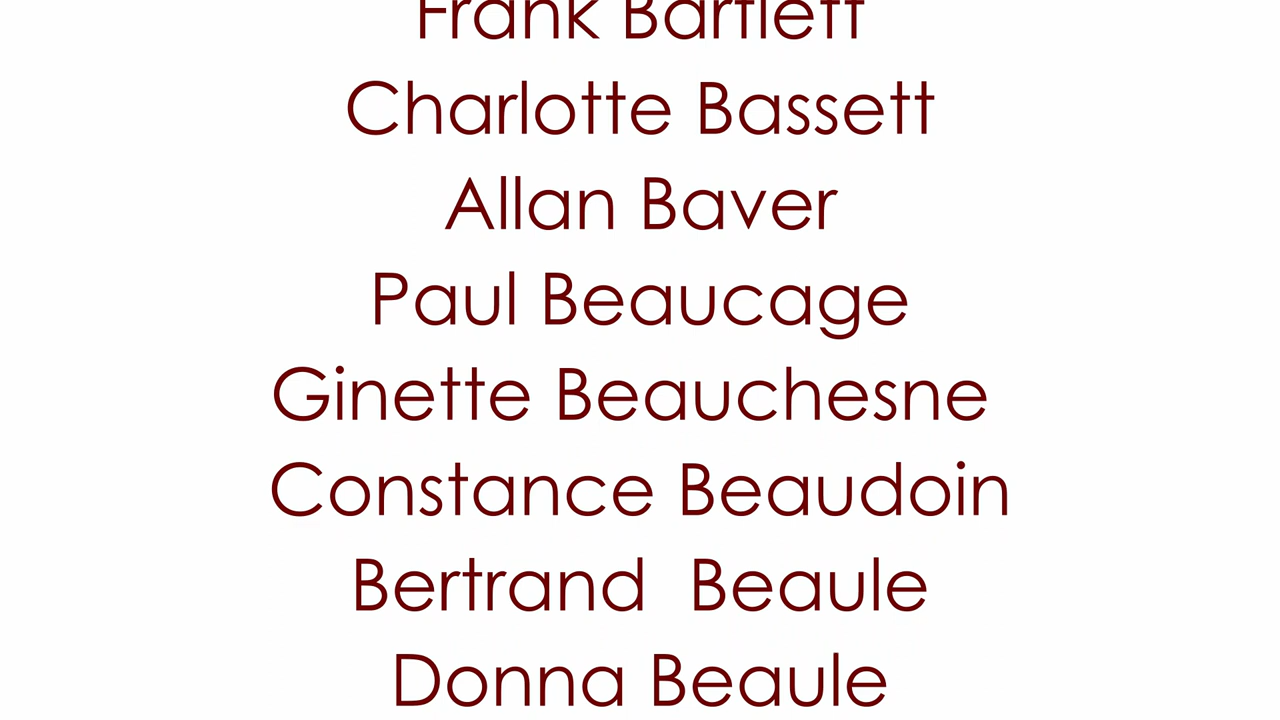 Frank Bartlett
Charlotte Bassett
Allan Baver
Paul Beaucage
Ginette Beauchesne
Constance Beaudoin
Bertrand  Beaule
Donna Beaule